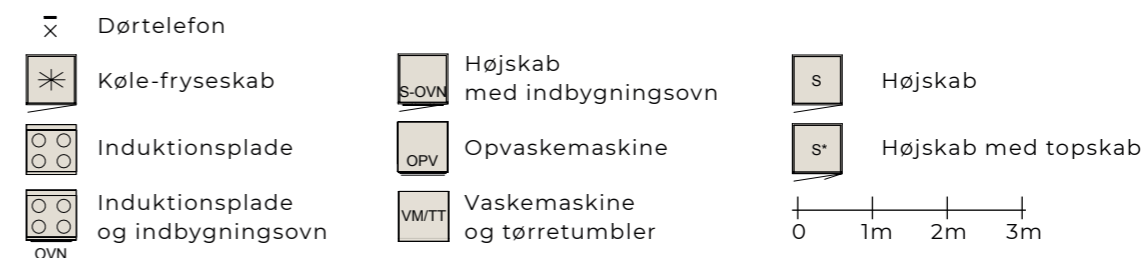 Dørtelefon
Køle-fryseskab
Induktionsplade
Induktionsplade
og indbygningsovn
OVN
S-OVN
Højskab
med indbygningsovn
OPV
Opvaskemaskine
VM/TT
Vaskemaskine
og tørretumbler
S
Højskab
S*
Højskab med topskab
0 1m 2m 3m